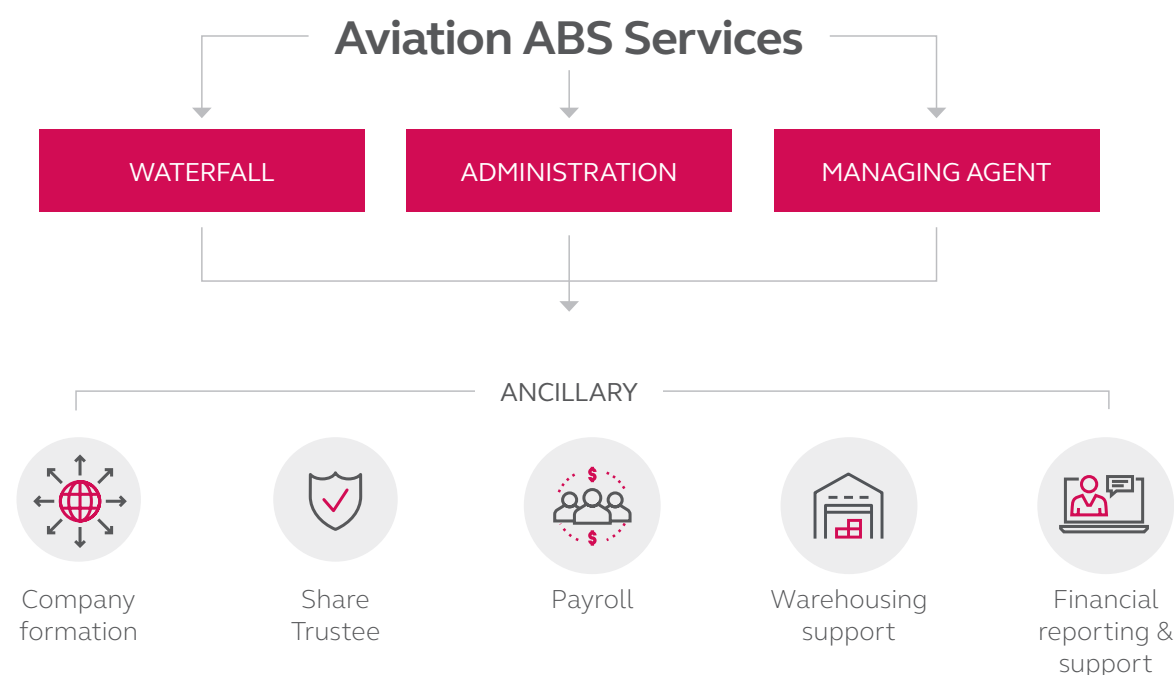 Aviation ABS Services
WATERFALL
ADMINISTRATION
MANAGING AGENT
ANCILLARY
$
$
Company
formation
Share
Trustee
Payroll
Warehousing
support
Financial
reporting &
support